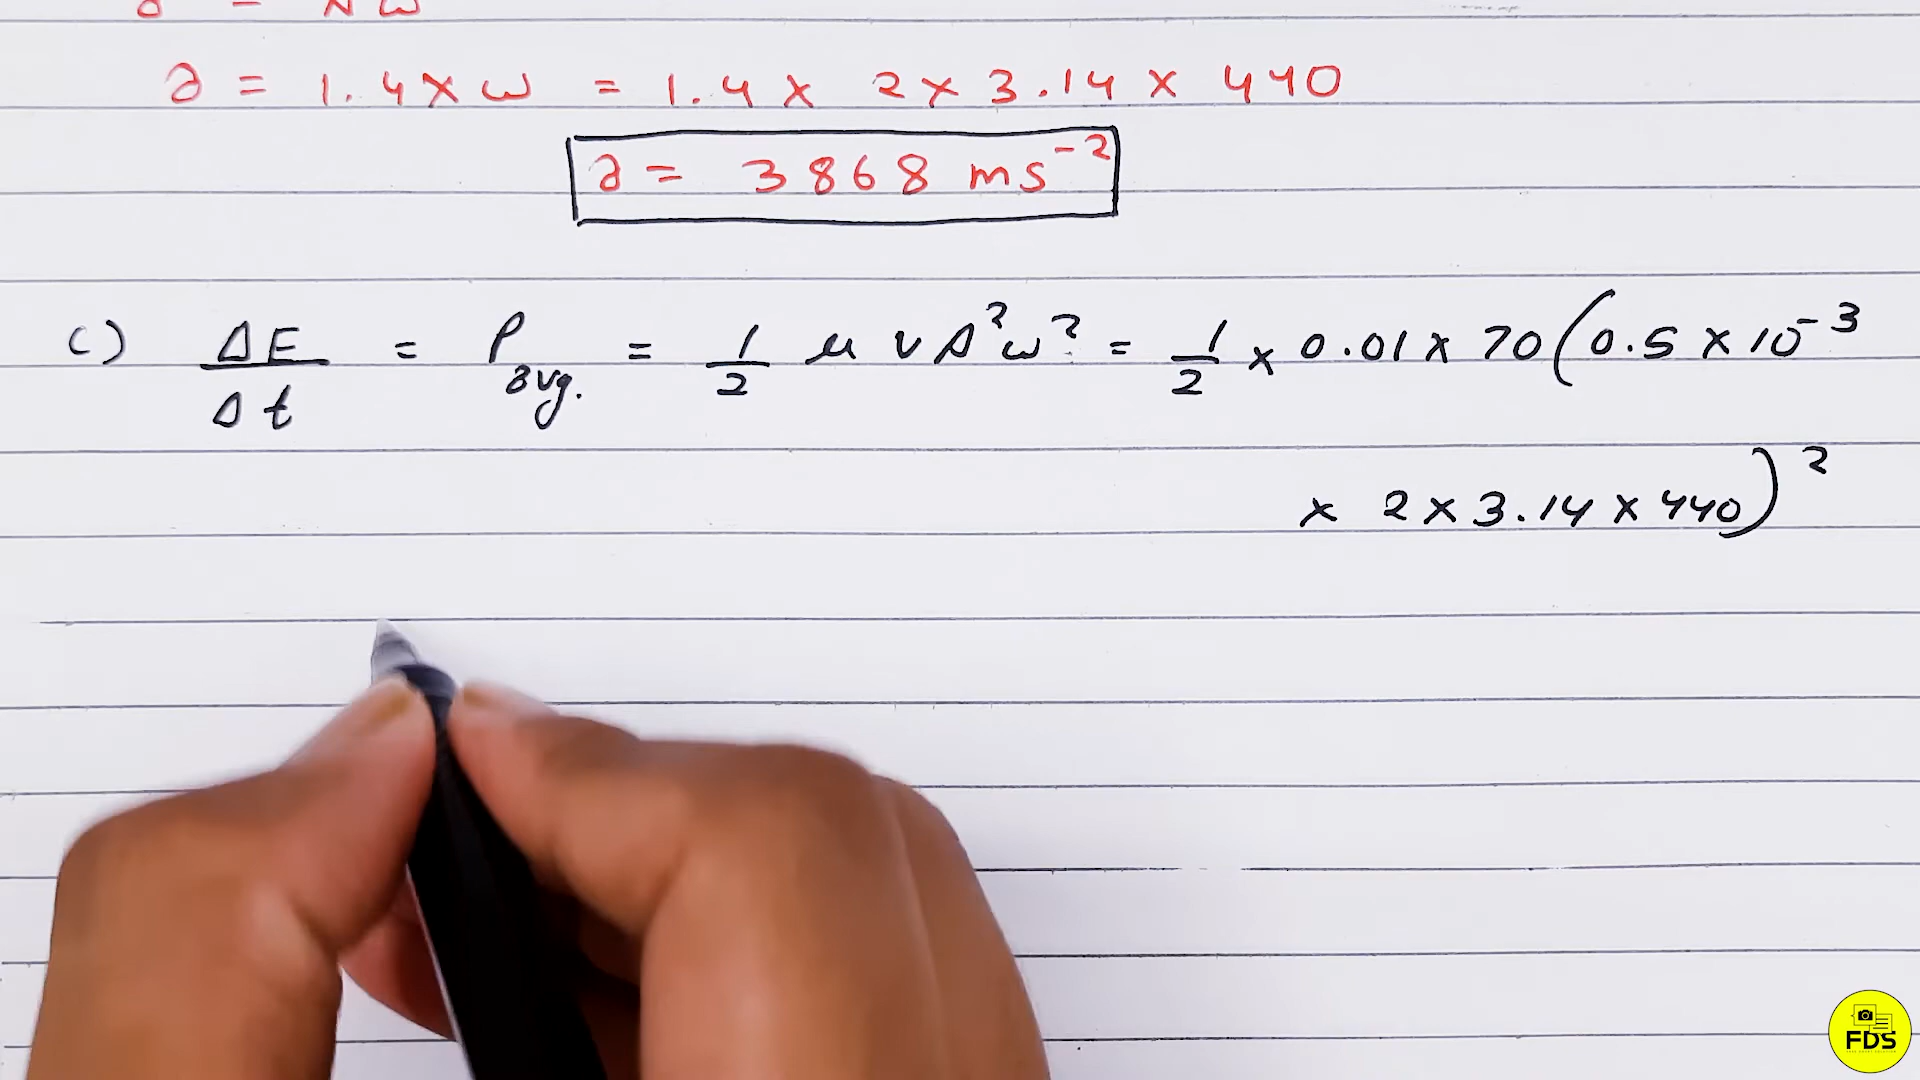 a = 1.4 × ω = 1.4 × 2 × 3.14 × 440
a = 3868 ms⁻²
c) ΔE/Δt = P avg. = 1/2 μ v A² ω² = 1/2 × 0.01 × 70 (0.5 × 10⁻³
× 2 × 3.14 × 440)²
FDS